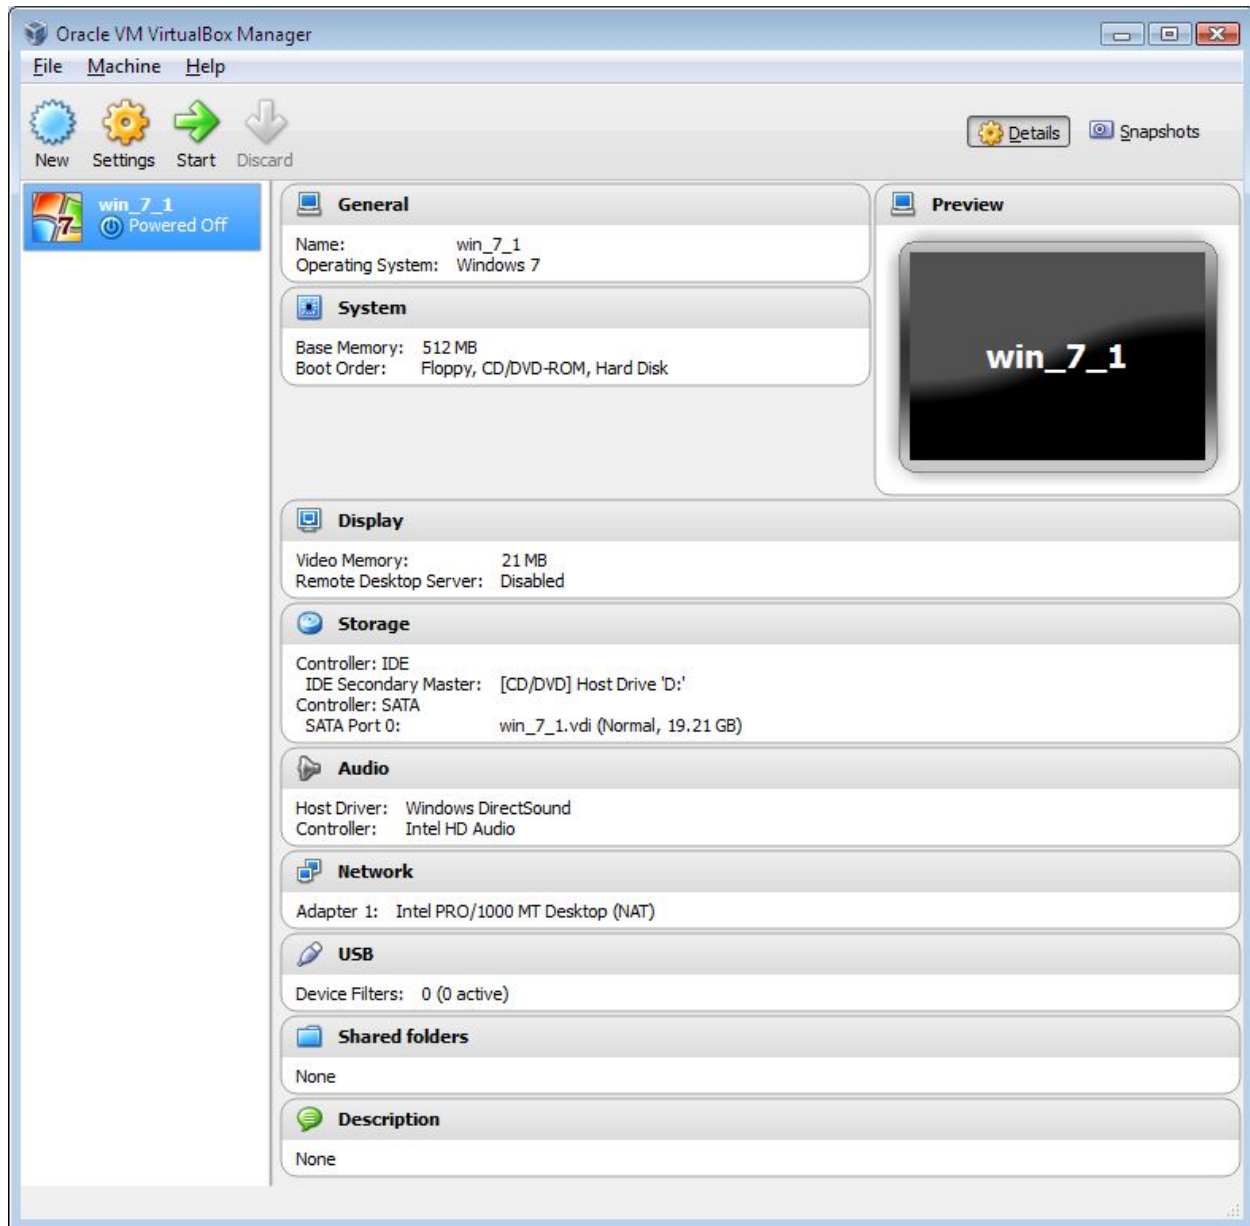 Oracle VM VirtualBox Manager
File Machine Help
New Settings Start Discard
Details Snapshots
win_7_1
Powered Off
General
Name: win_7_1
Operating System: Windows 7
System
Base Memory: 512 MB
Boot Order: Floppy, CD/DVD-ROM, Hard Disk
Preview
win_7_1
Display
Video Memory: 21 MB
Remote Desktop Server: Disabled
Storage
Controller: IDE
IDE Secondary Master: [CD/DVD] Host Drive 'D:'
Controller: SATA
SATA Port 0: win_7_1.vdi (Normal, 19.21 GB)
Audio
Host Driver: Windows DirectSound
Controller: Intel HD Audio
Network
Adapter 1: Intel PRO/1000 MT Desktop (NAT)
USB
Device Filters: 0 (0 active)
Shared folders
None
Description
None